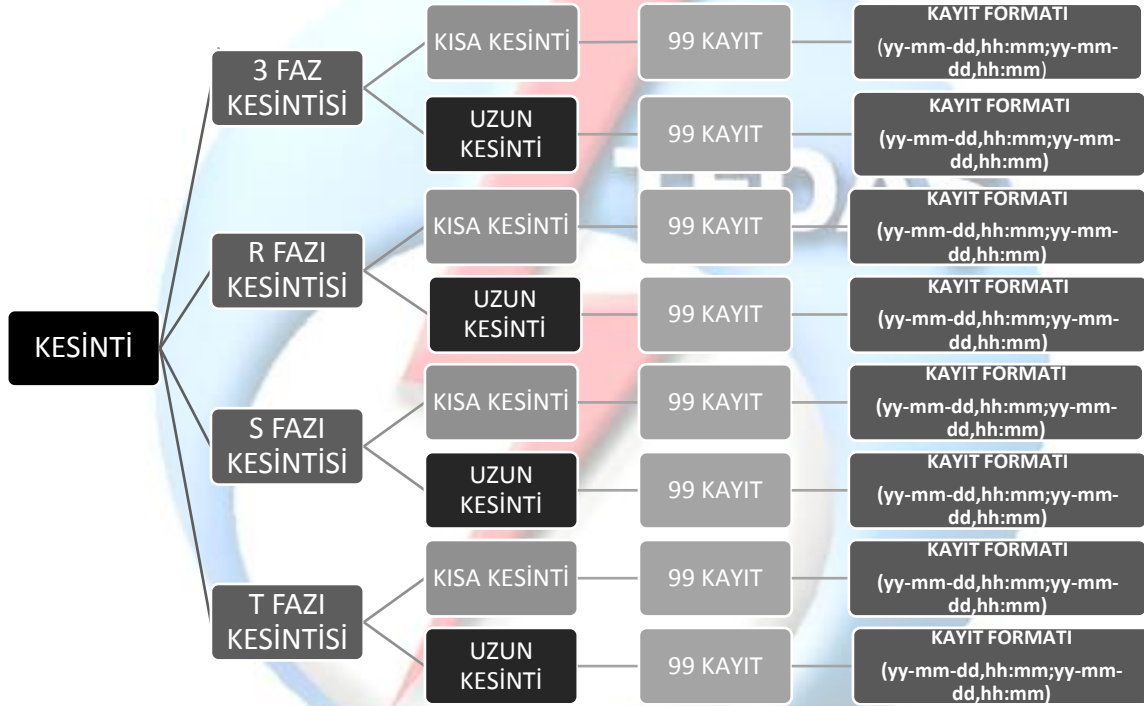 KESİNTİ
3 FAZ
KESİNTİSİ
KISA KESİNTİ
99 KAYIT
KAYIT FORMATI
(yy-mm-dd,hh:mm;yy-mm-
dd,hh:mm)
UZUN
KESİNTİ
99 KAYIT
KAYIT FORMATI
(yy-mm-dd,hh:mm;yy-mm-
dd,hh:mm)
R FAZI
KESİNTİSİ
KISA KESİNTİ
99 KAYIT
KAYIT FORMATI
(yy-mm-dd,hh:mm;yy-mm-
dd,hh:mm)
UZUN
KESİNTİ
99 KAYIT
KAYIT FORMATI
(yy-mm-dd,hh:mm;yy-mm-
dd,hh:mm)
S FAZI
KESİNTİSİ
KISA KESİNTİ
99 KAYIT
KAYIT FORMATI
(yy-mm-dd,hh:mm;yy-mm-
dd,hh:mm)
UZUN
KESİNTİ
99 KAYIT
KAYIT FORMATI
(yy-mm-dd,hh:mm;yy-mm-
dd,hh:mm)
T FAZI
KESİNTİSİ
KISA KESİNTİ
99 KAYIT
KAYIT FORMATI
(yy-mm-dd,hh:mm;yy-mm-
dd,hh:mm)
UZUN
KESİNTİ
99 KAYIT
KAYIT FORMATI
(yy-mm-dd,hh:mm;yy-mm-
dd,hh:mm)